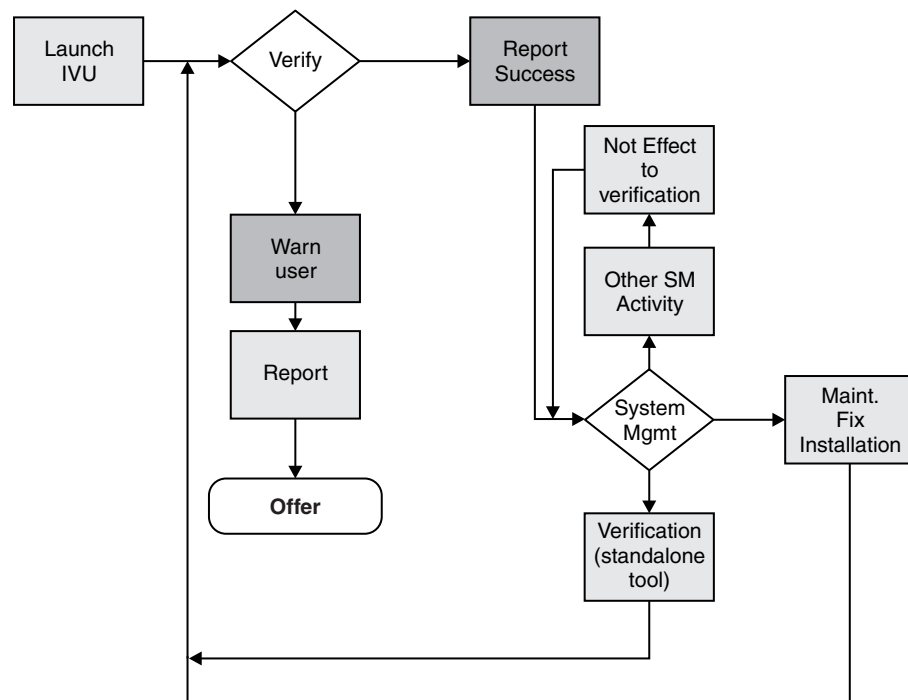 Launch
IVU
Verify
Report
Success
Not Effect
to
verification
Warn
user
Other SM
Activity
Report
System
Mgmt
Maint.
Fix
Installation
Offer
Verification
(standalone
tool)